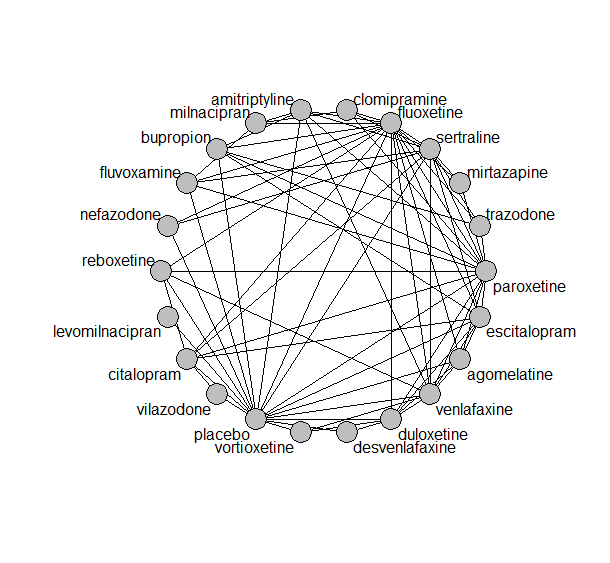 amitriptyline
clomipramine
milnacipran
fluoxetine
bupropion
sertraline
fluvoxamine
mirtazapine
nefazodone
trazodone
reboxetine
paroxetine
levomilnacipran
escitalopram
citalopram
agomelatine
vilazodone
venlafaxine
placebo
duloxetine
vortioxetine
desvenlafaxine